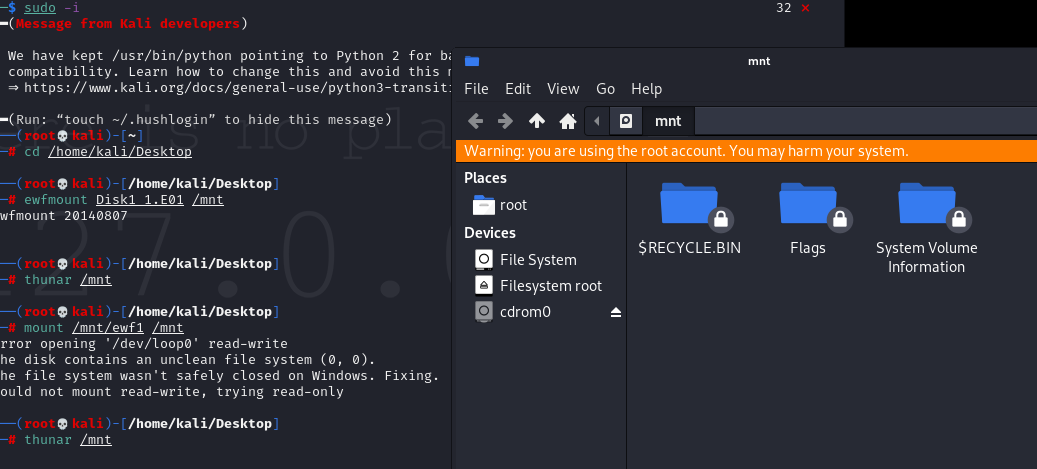 $ sudo -i
32 ✕
(Message from Kali developers)
We have kept /usr/bin/python pointing to Python 2 for ba
compatibility. Learn how to change this and avoid this m
⇒ https://www.kali.org/docs/general-use/python3-transiti
(Run: “touch ~/.hushlogin” to hide this message)
(root💀kali)-[~]
# cd /home/kali/Desktop
(root💀kali)-[/home/kali/Desktop]
# ewfmount Disk1_1.E01 /mnt
wfmount 20140807
(root💀kali)-[/home/kali/Desktop]
# thunar /mnt
(root💀kali)-[/home/kali/Desktop]
# mount /mnt/ewf1 /mnt
rror opening '/dev/loop0' read-write
he disk contains an unclean file system (0, 0).
he file system wasn't safely closed on Windows. Fixing.
ould not mount read-write, trying read-only
(root💀kali)-[/home/kali/Desktop]
# thunar /mnt
mnt
File Edit View Go Help
mnt
Warning: you are using the root account. You may harm your system.
Places
root
Devices
File System
Filesystem root
cdrom0
$RECYCLE.BIN
Flags
System Volume
Information
is no pla
127.0.